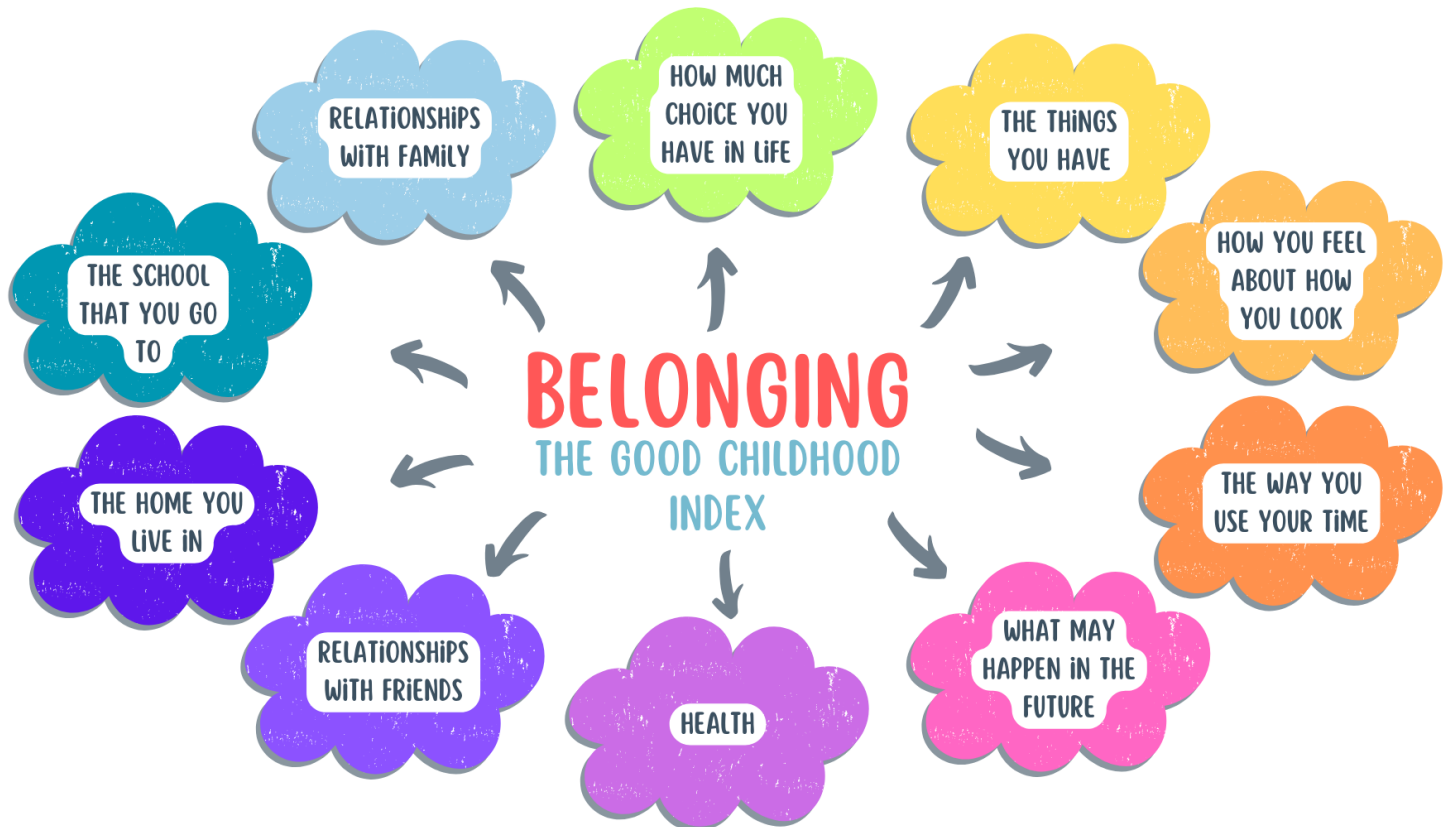 HOW MUCH
CHOICE YOU
HAVE IN LIFE
RELATIONSHIPS
WITH FAMILY
THE THINGS
YOU HAVE
HOW YOU FEEL
ABOUT HOW
YOU LOOK
THE SCHOOL
THAT YOU GO
TO
BELONGING
THE GOOD CHILDHOOD
INDEX
THE HOME YOU
LIVE IN
THE WAY YOU
USE YOUR TIME
RELATIONSHIPS
WITH FRIENDS
WHAT MAY
HAPPEN IN THE
FUTURE
HEALTH